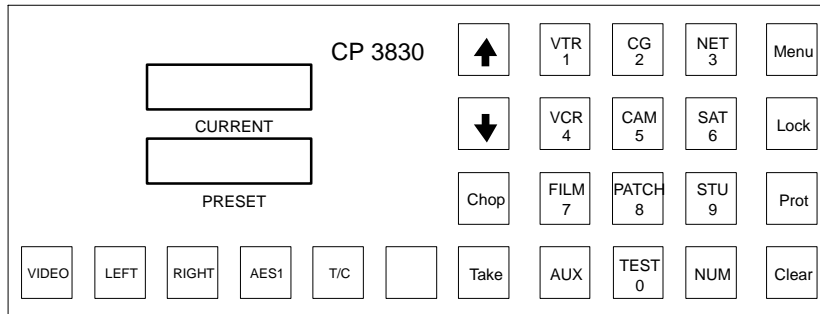 CP 3830
CURRENT
PRESET
VTR
1
CG
2
NET
3
Menu
VCR
4
CAM
5
SAT
6
Lock
Chop
FILM
7
PATCH
8
STU
9
Prot
VIDEO
LEFT
RIGHT
AES1
T/C
Take
AUX
TEST
0
NUM
Clear